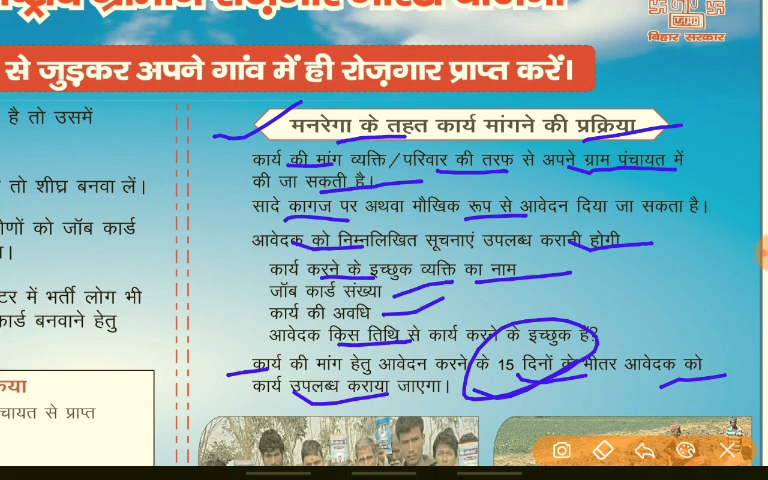 बिहार सरकार
से जुड़कर अपने गांव में ही रोज़गार प्राप्त करें।
है तो उसमें
तो शीघ्र बनवा लें।
को जॉब कार्ड
में भर्ती लोग भी
बनवाने हेतु
से प्राप्त
मनरेगा के तहत कार्य मांगने की प्रक्रिया
कार्य की मांग व्यक्ति/परिवार की तरफ से अपने ग्राम पंचायत में
की जा सकती है।
सादे कागज पर अथवा मौखिक रूप से आवेदन दिया जा सकता है।
आवेदक को निम्नलिखित सूचनाएं उपलब्ध करानी होगी
कार्य करने के इच्छुक व्यक्ति का नाम
जॉब कार्ड संख्या
कार्य की अवधि
आवेदक किस तिथि से कार्य करने के इच्छुक हैं?
कार्य की मांग हेतु आवेदन करने के 15 दिनों के भीतर आवेदक को
कार्य उपलब्ध कराया जाएगा।